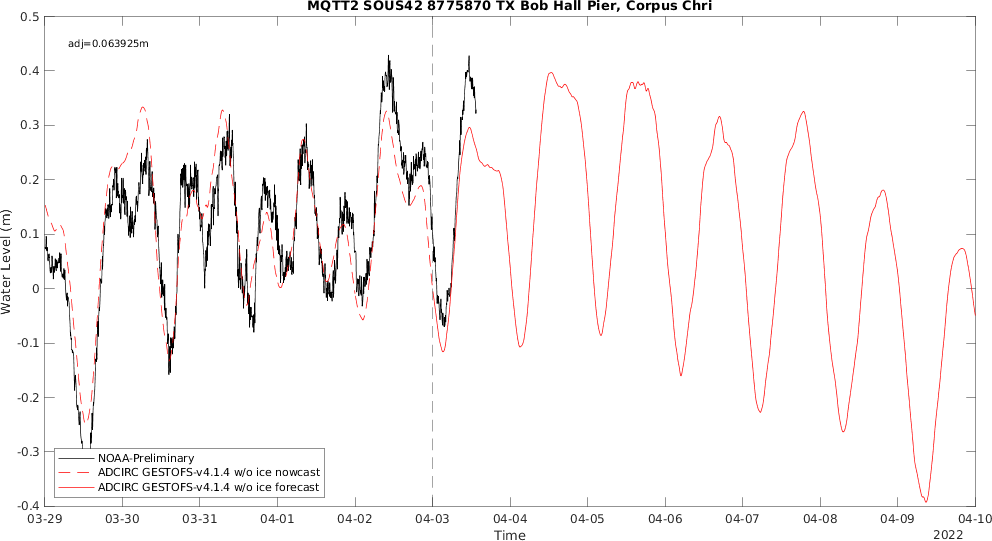 MQTT2 SOUS42 8775870 TX Bob Hall Pier, Corpus Chri
adj=0.063925m
Water Level (m)
0.5
0.4
0.3
0.2
0.1
0
-0.1
-0.2
-0.3
-0.4
NOAA-Preliminary
ADCIRC GESTOFS-v4.1.4 w/o ice nowcast
ADCIRC GESTOFS-v4.1.4 w/o ice forecast
03-29 03-30 03-31 04-01 04-02 04-03 04-04 04-05 04-06 04-07 04-08 04-09 04-10
Time
2022